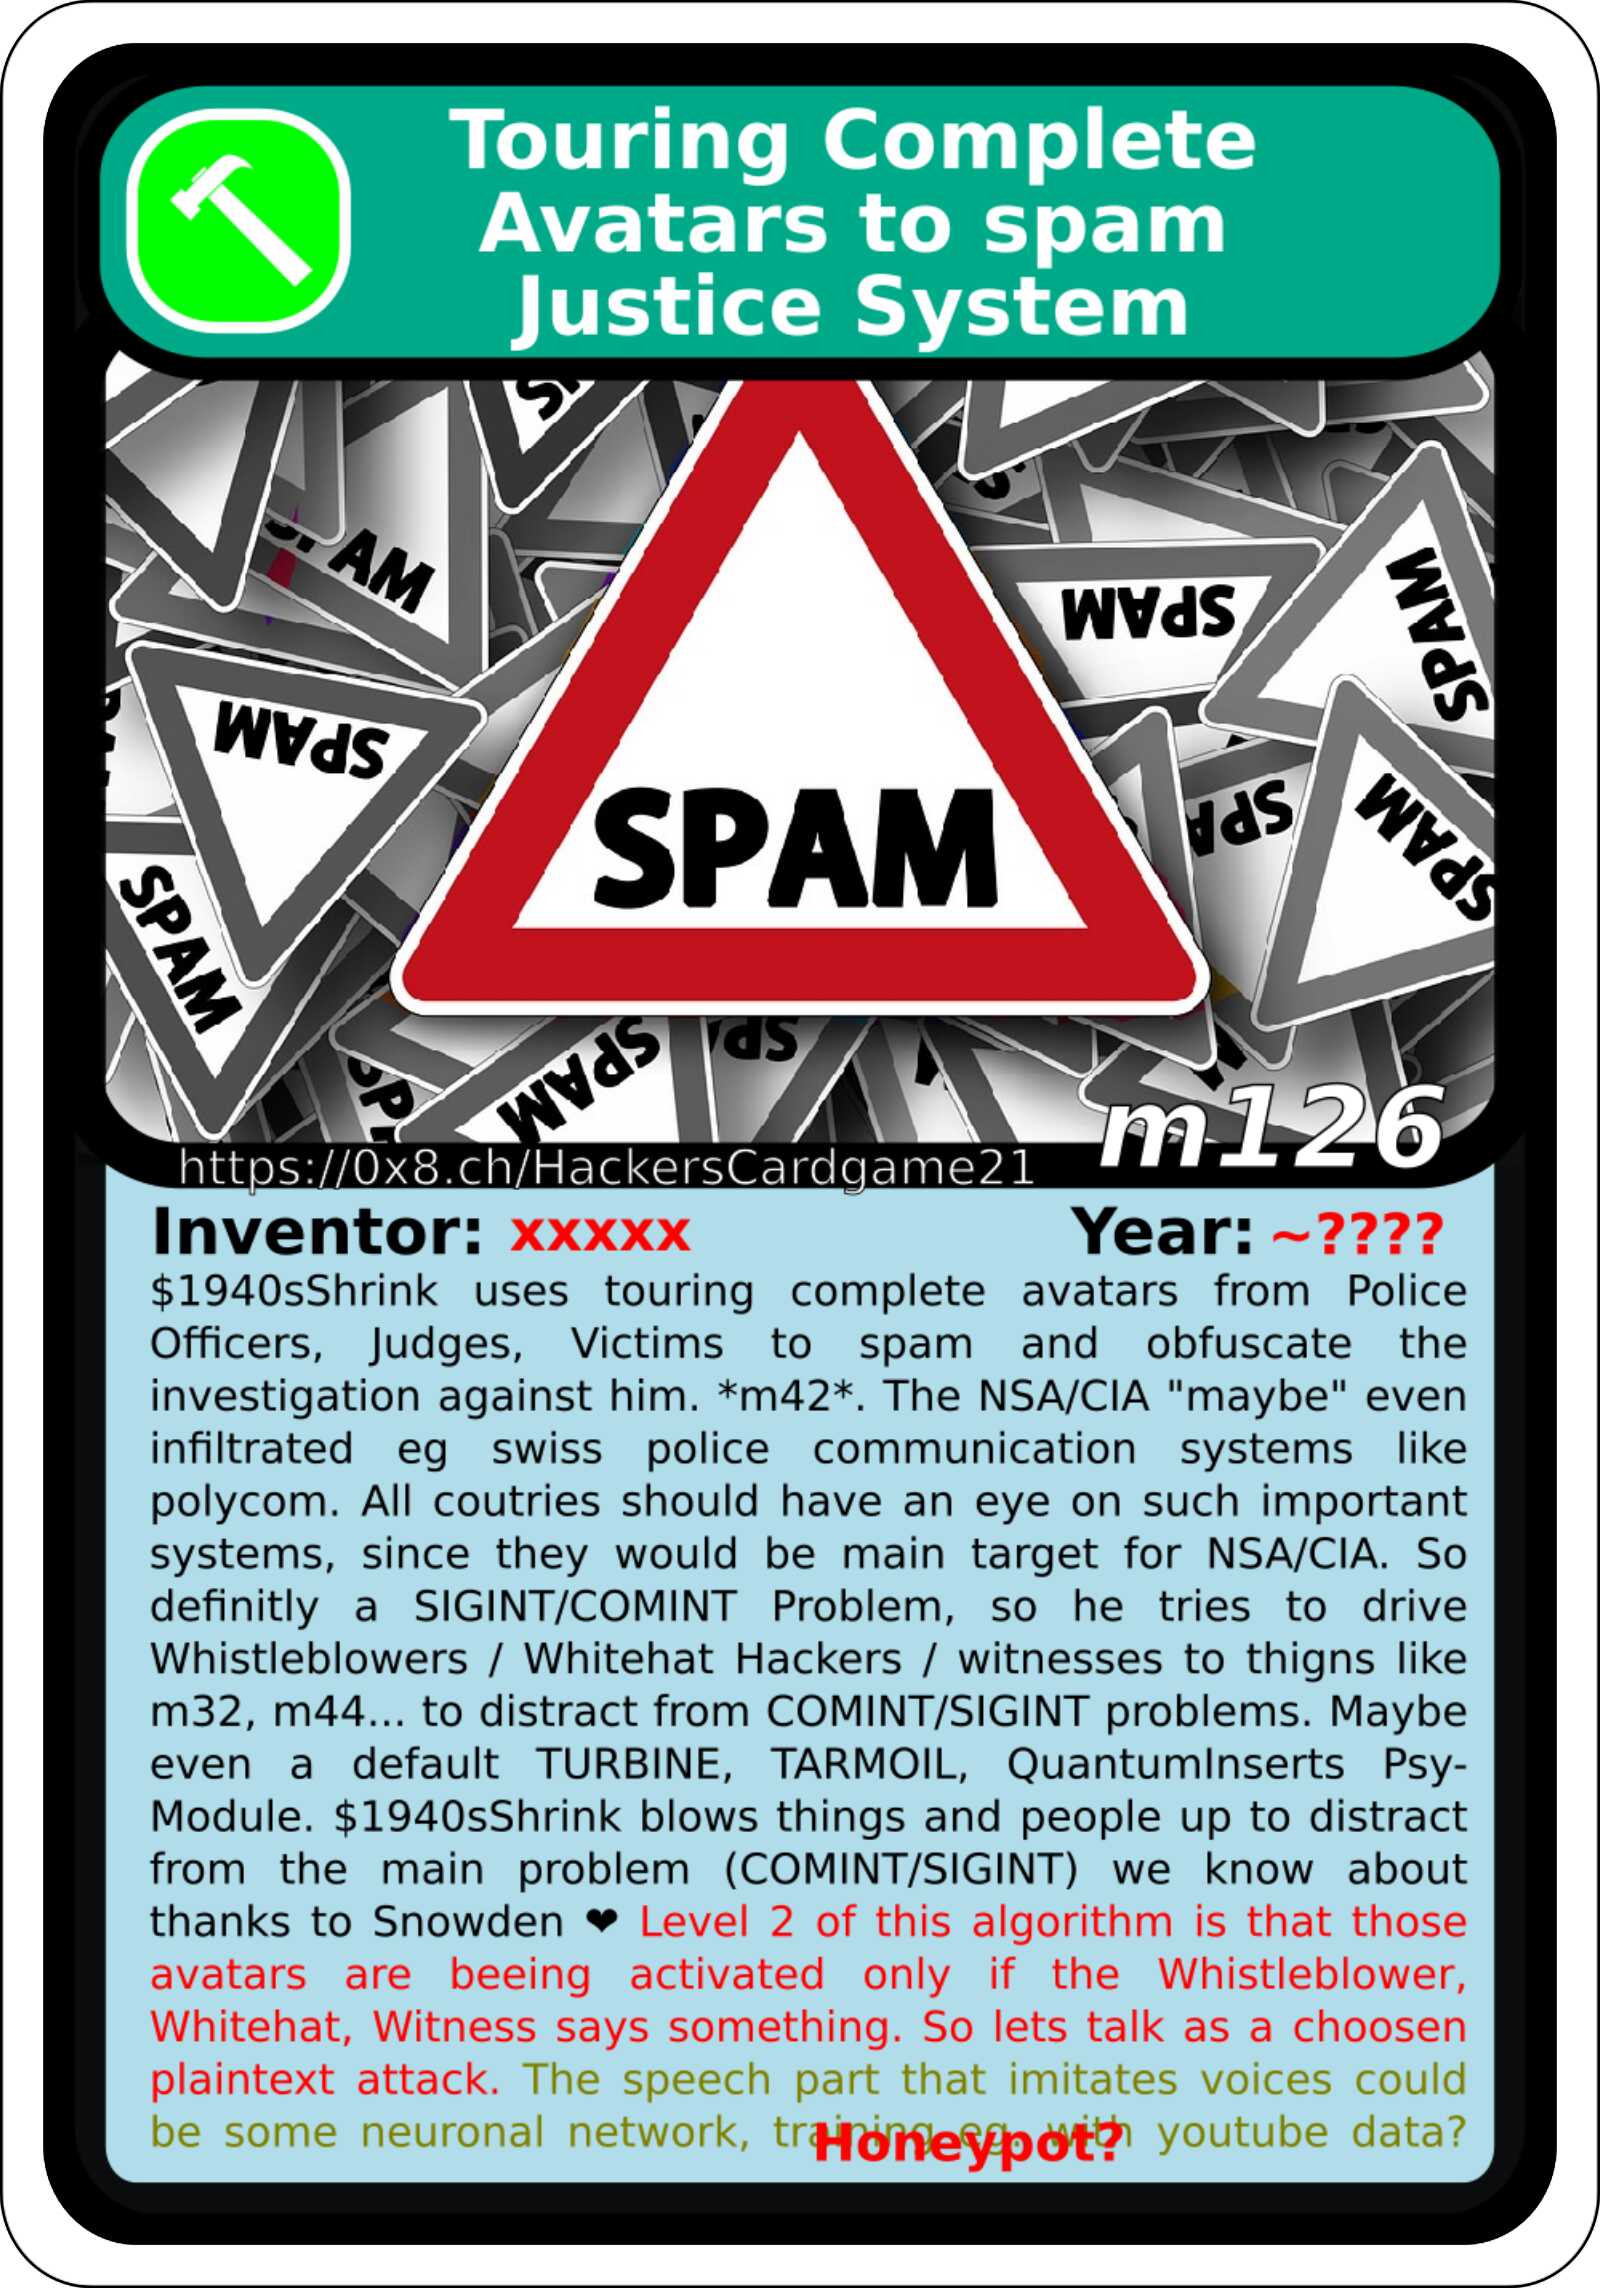 Touring Complete
Avatars to spam
Justice System
SPAM
SPAM
SPAM
SPAM
SPAM
SPAM
SPAM
SPAM
m126
https://0x8.ch/HackersCardgame21
Inventor: xxxxx Year: ~????
$1940sShrink uses touring complete avatars from Police
Officers, Judges, Victims to spam and obfuscate the
investigation against him. *m42*. The NSA/CIA "maybe" even
infiltrated eg swiss police communication systems like
polycom. All coutries should have an eye on such important
systems, since they would be main target for NSA/CIA. So
definitly a SIGINT/COMINT Problem, so he tries to drive
Whistleblowers / Whitehat Hackers / witnesses to thigns like
m32, m44... to distract from COMINT/SIGINT problems. Maybe
even a default TURBINE, TARMOIL, QuantumInserts Psy-
Module. $1940sShrink blows things and people up to distract
from the main problem (COMINT/SIGINT) we know about
thanks to Snowden ❤ Level 2 of this algorithm is that those
avatars are beeing activated only if the Whistleblower,
Whitehat, Witness says something. So lets talk as a choosen
plaintext attack. The speech part that imitates voices could
be some neuronal network, training eg. with youtube data?
Honeypot?